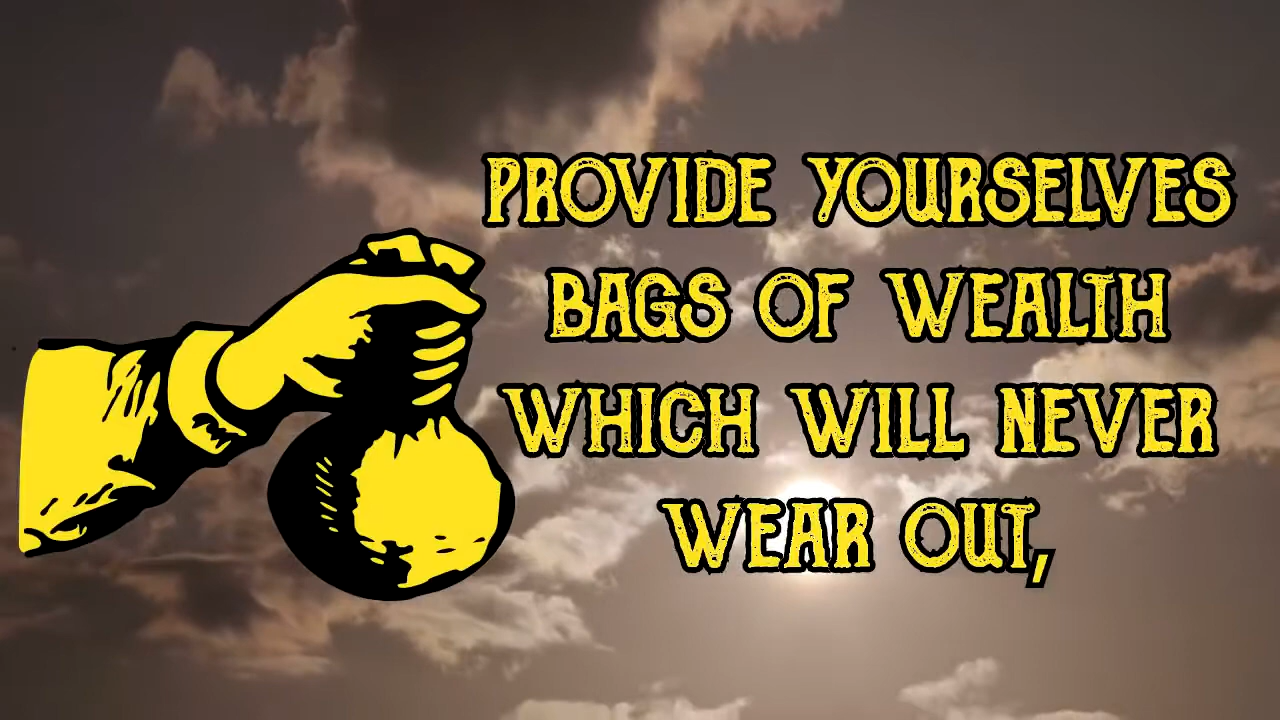 PROVIDE YOURSELVES
BAGS OF WEALTH
WHICH WILL NEVER
WEAR OUT,